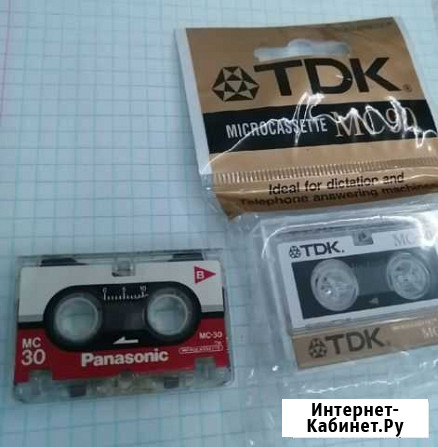 TDK
MICROCASSETTE MC90
Ideal for dictation and
Telephone answering machines
TDK. MC
TDK MC
B
MC
30
MC-30
Panasonic
Интернет-
Кабинет.Ру